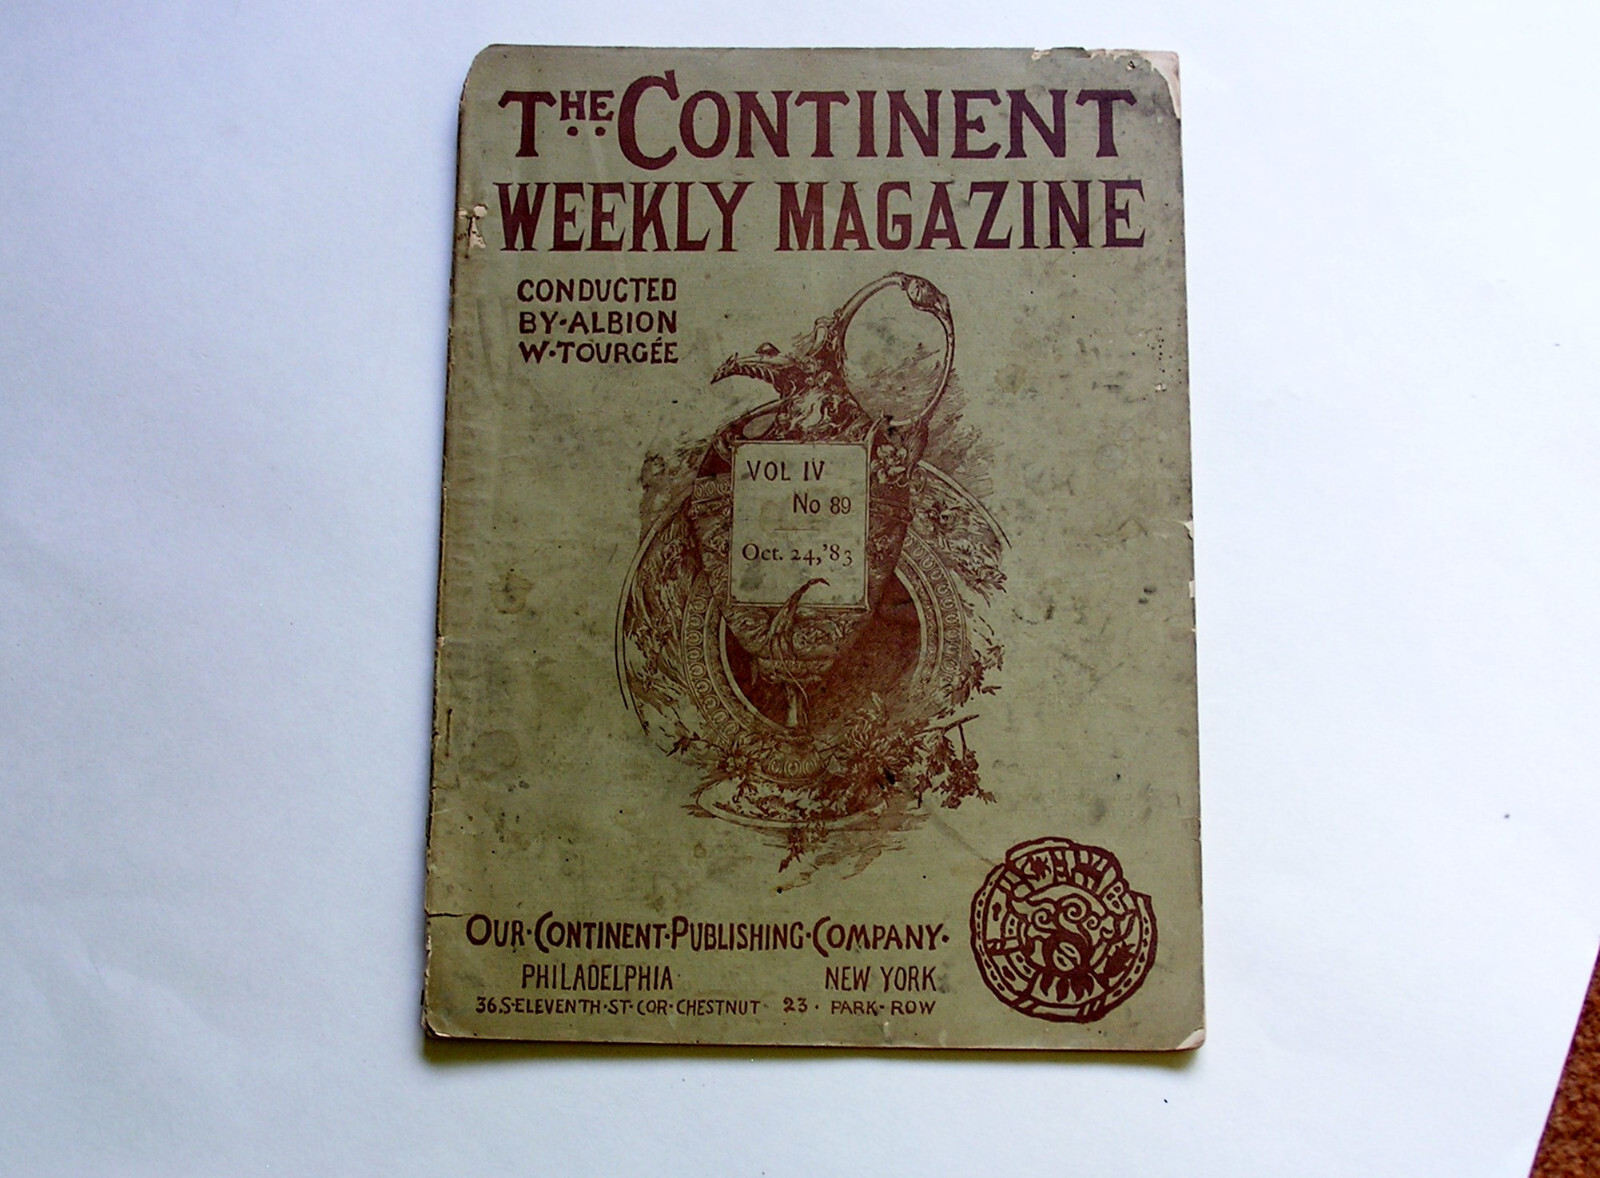 THE CONTINENT
WEEKLY MAGAZINE
CONDUCTED
BY·ALBION
W·TOURGÉE
VOL IV
No 89
Oct. 24, '83
OUR·CONTINENT·PUBLISHING·COMPANY·
PHILADELPHIA NEW YORK
36·S·ELEVENTH·ST·COR·CHESTNUT 23· PARK·ROW